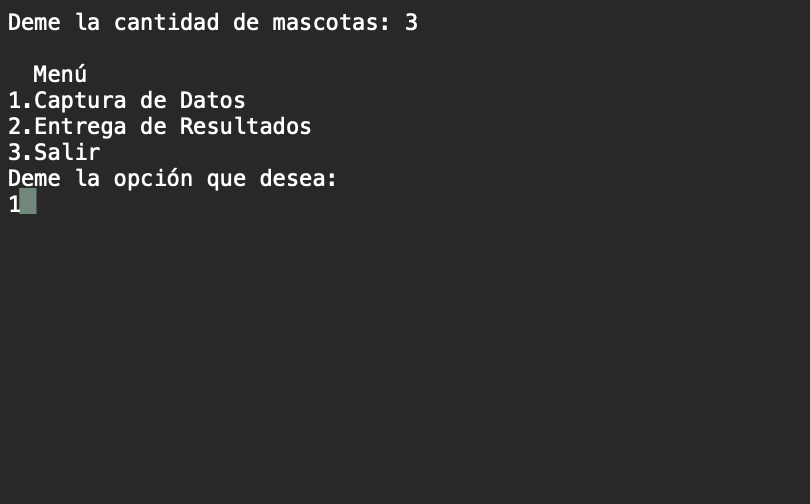 Deme la cantidad de mascotas: 3
Menú
1.Captura de Datos
2.Entrega de Resultados
3.Salir
Deme la opción que desea:
1